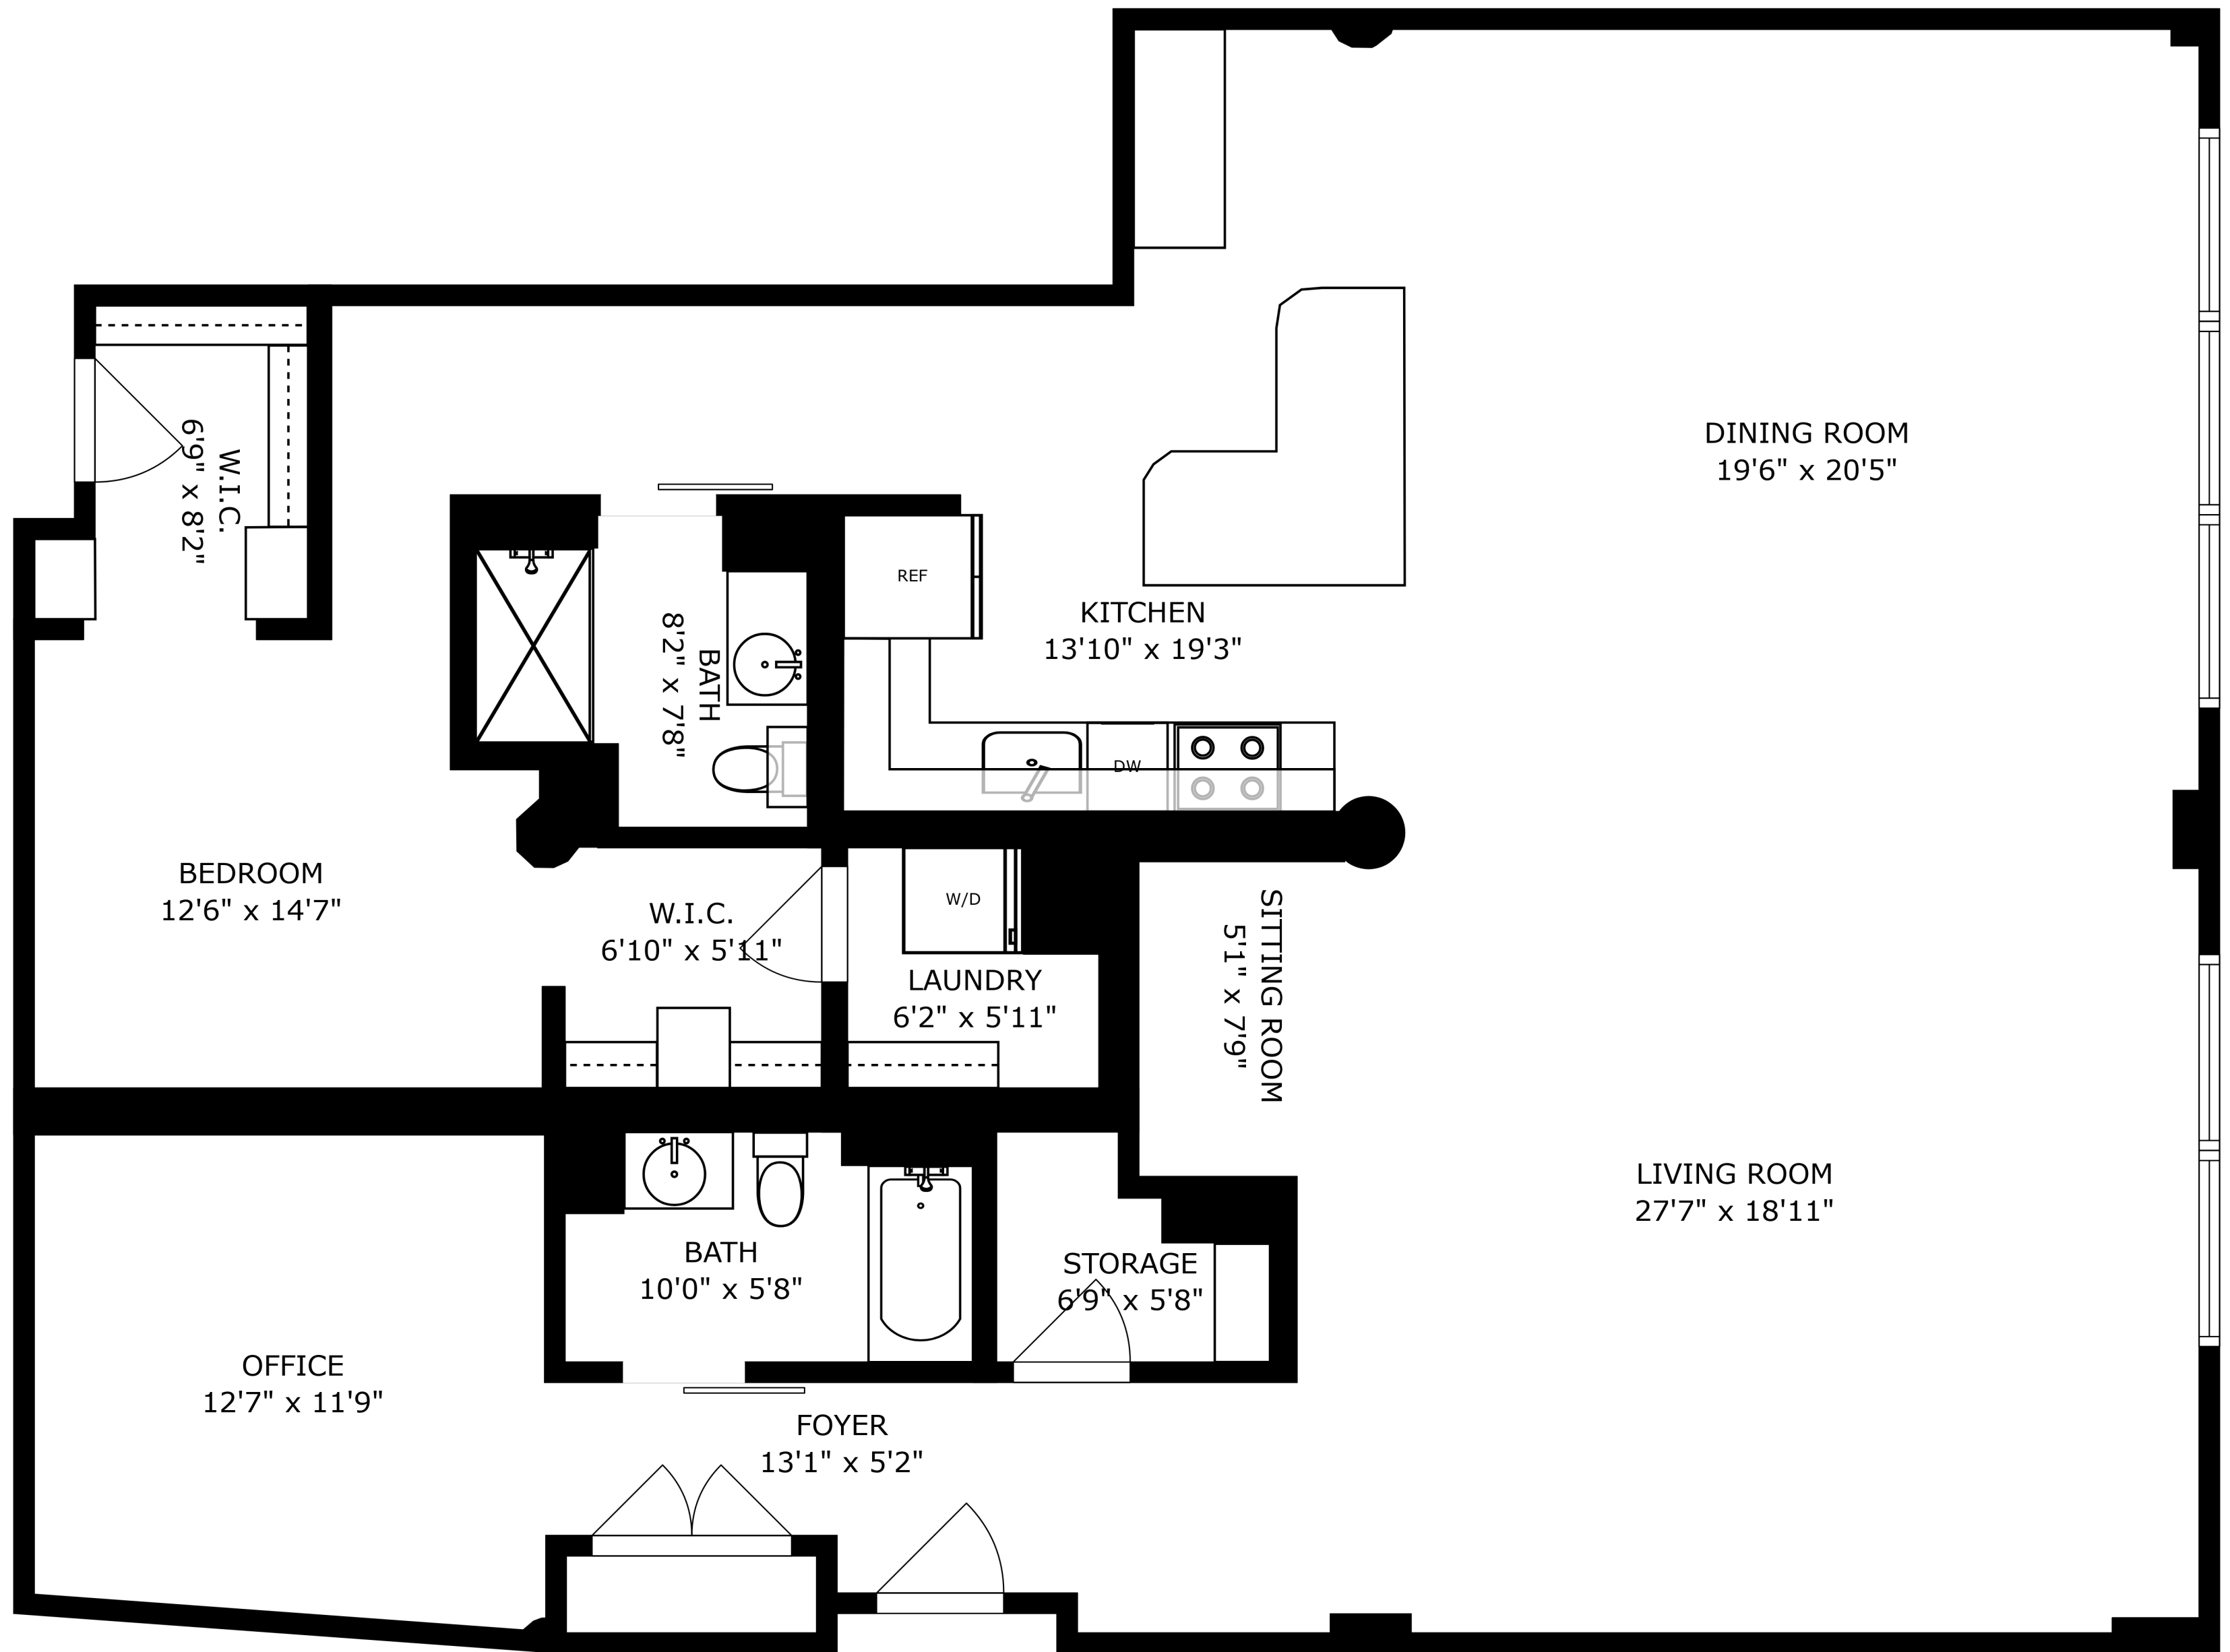 DINING ROOM
19'6" x 20'5"
W.I.C.
6'9" x 8'2"
REF
KITCHEN
13'10" x 19'3"
BATH
8'2" x 7'8"
DW
BEDROOM
12'6" x 14'7"
W.I.C.
6'10" x 5'11"
W/D
LAUNDRY
6'2" x 5'11"
SITTING ROOM
5'1" x 7'9"
LIVING ROOM
27'7" x 18'11"
BATH
10'0" x 5'8"
STORAGE
6'9" x 5'8"
OFFICE
12'7" x 11'9"
FOYER
13'1" x 5'2"